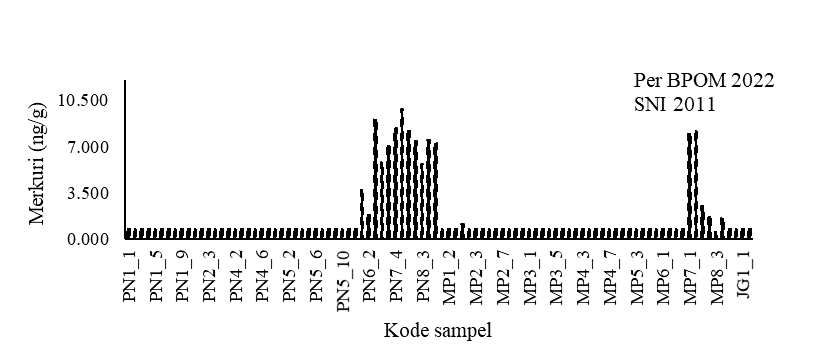 Per BPOM 2022
SNI 2011
Merkuri (ng/g)
10.500
7.000
3.500
0.000
PN1_1
PN1_5
PN1_9
PN2_3
PN4_2
PN4_6
PN5_2
PN5_6
PN5_10
PN6_2
PN7_4
PN8_3
MP1_2
MP2_3
MP2_7
MP3_1
MP3_5
MP4_3
MP4_7
MP5_3
MP6_1
MP7_1
MP8_3
JG1_1
Kode sampel